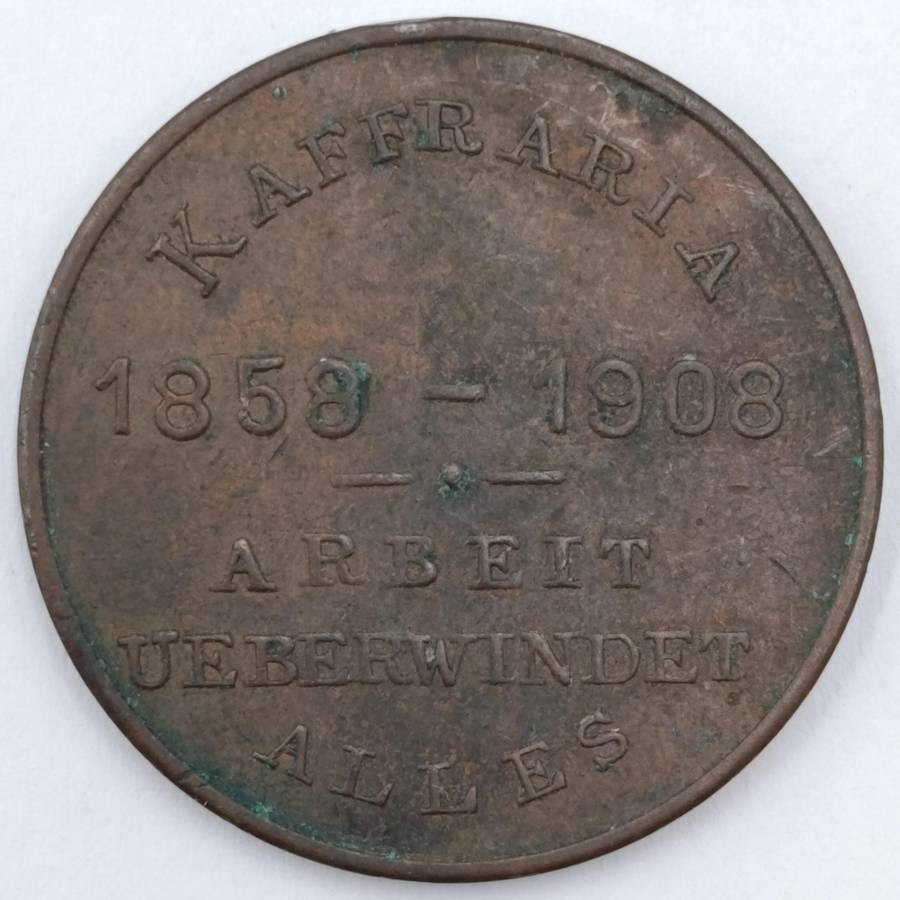 KAFFRARIA
1858 - 1908
ARBEIT
UEBERWINDET
ALLES